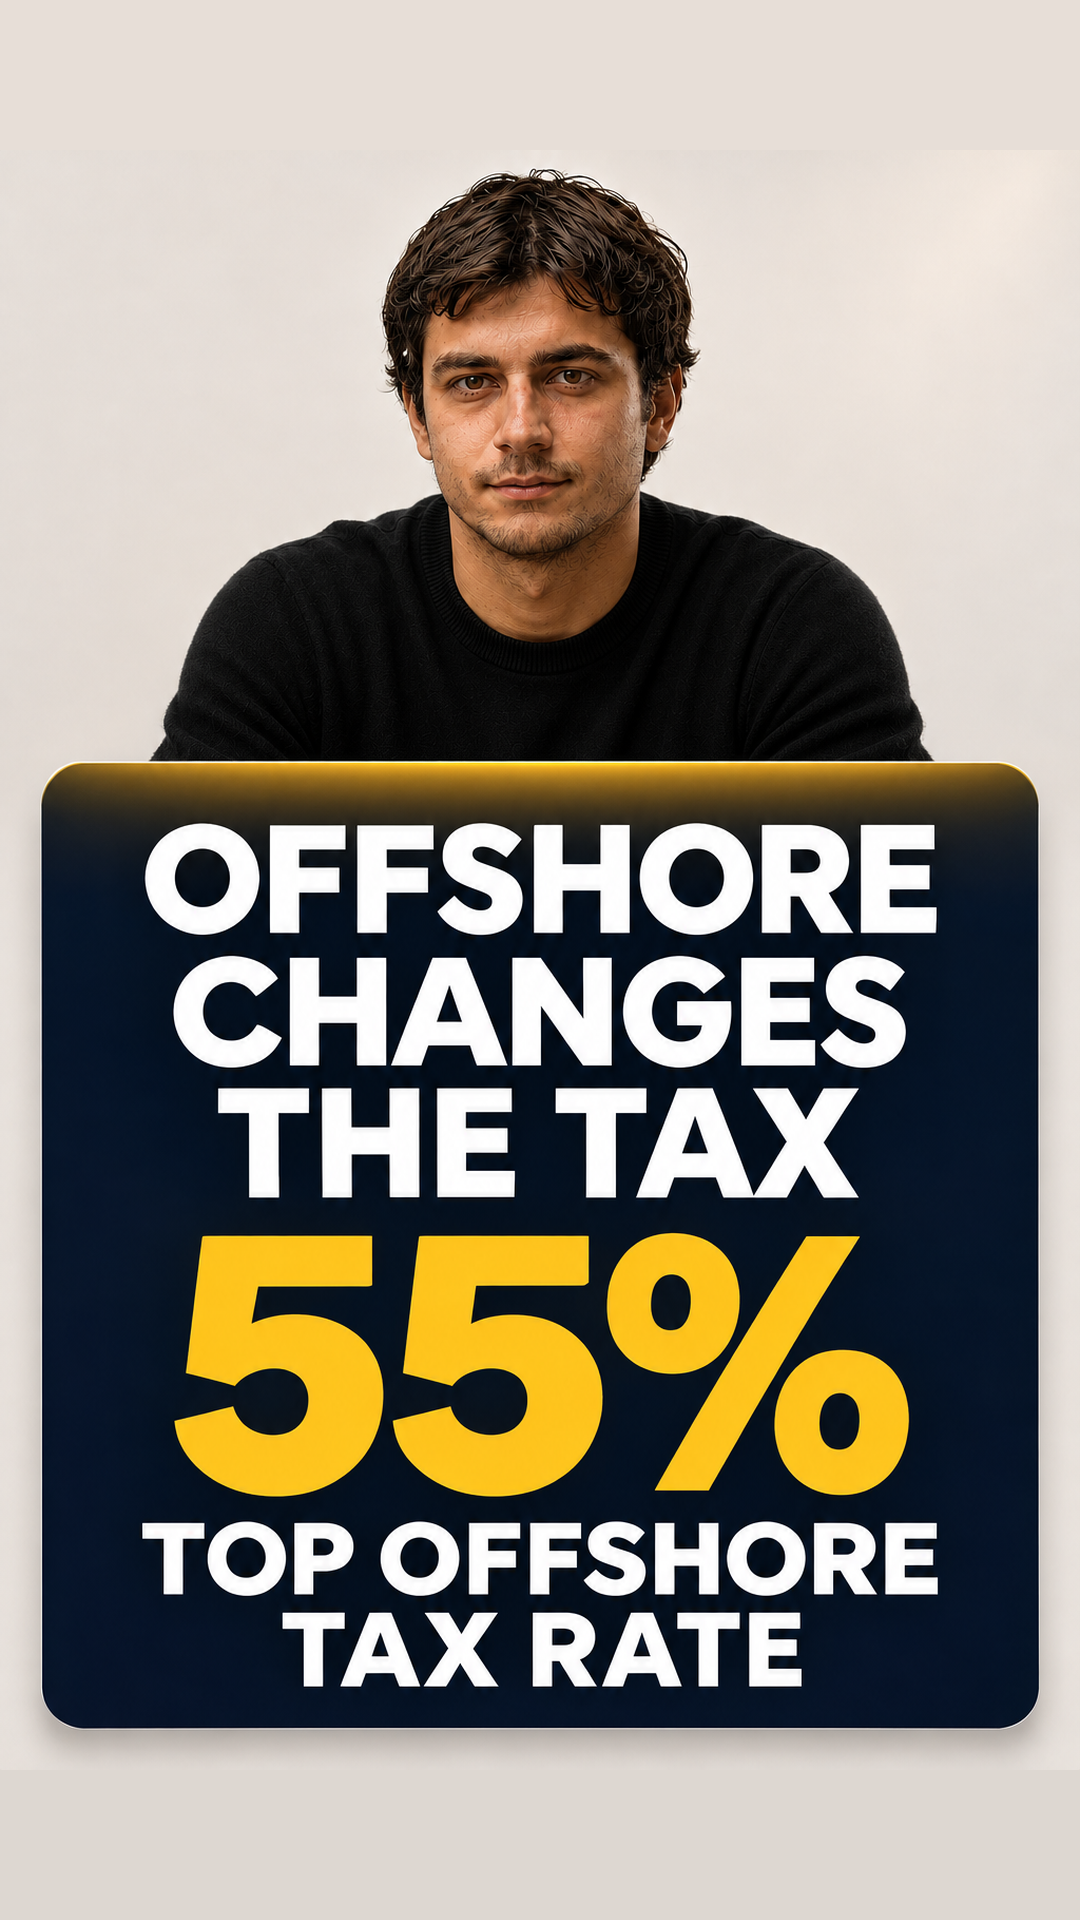 OFFSHORE
CHANGES
THE TAX
55%
TOP OFFSHORE
TAX RATE